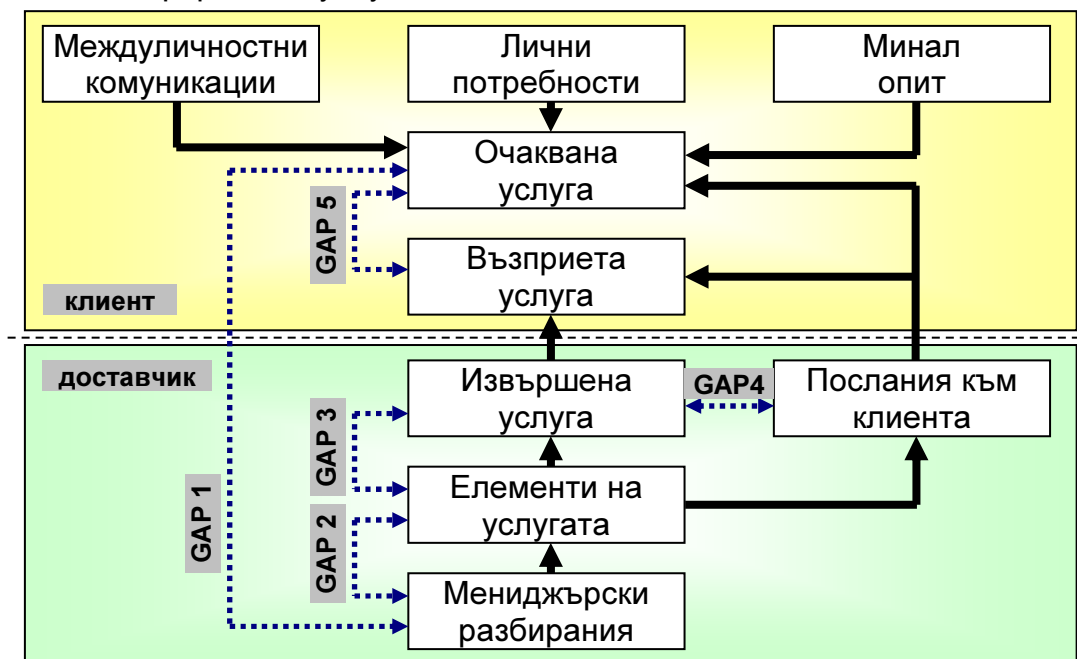 Междуличностни
комуникации
Лични
потребности
Минал
опит
Очаквана
услуга
GAP 5
Възприета
услуга
клиент
доставчик
Извършена
услуга
GAP4
Послания към
клиента
GAP 3
Елементи на
услугата
GAP 1
GAP 2
Мениджърски
разбирания